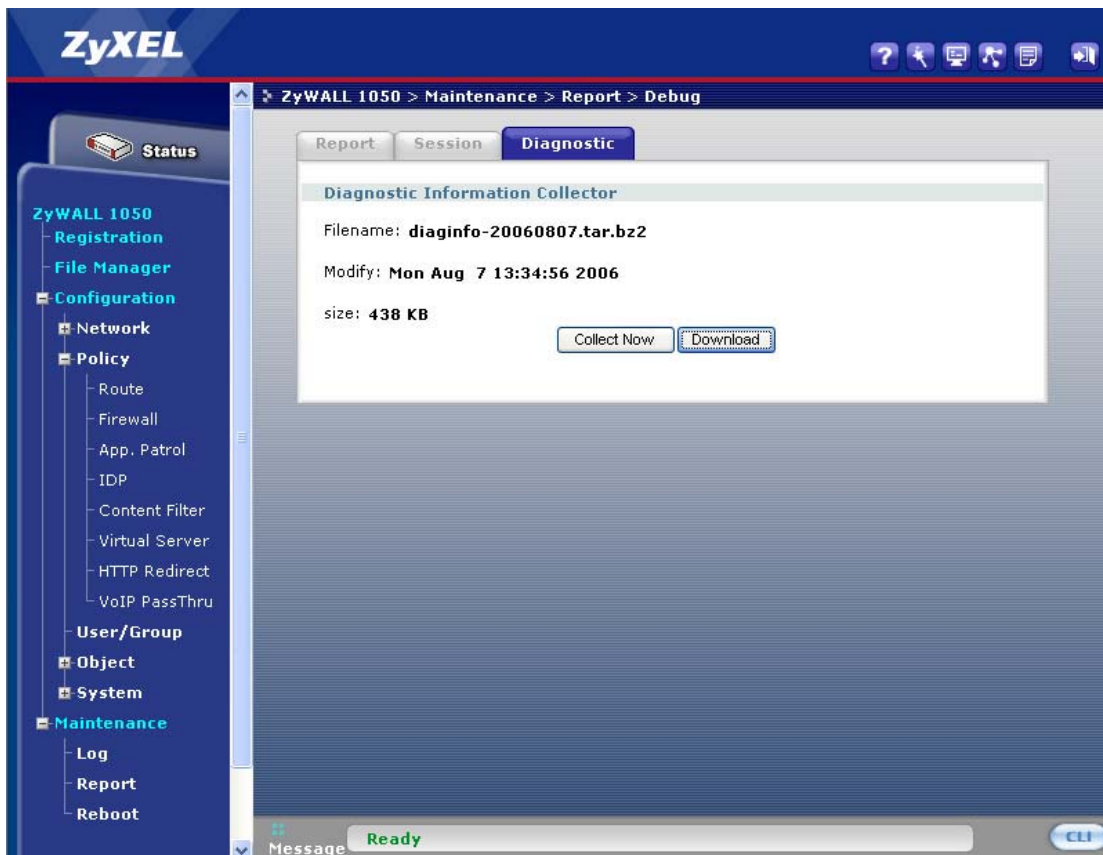 ZyXEL
?
ZyWALL 1050 > Maintenance > Report > Debug
Status
Report Session Diagnostic
Diagnostic Information Collector
Filename: diaginfo-20060807.tar.bz2
Modify: Mon Aug  7 13:34:56 2006
size: 438 KB
Collect Now Download
ZyWALL 1050
Registration
File Manager
Configuration
Network
Policy
Route
Firewall
App. Patrol
IDP
Content Filter
Virtual Server
HTTP Redirect
VoIP PassThru
User/Group
Object
System
Maintenance
Log
Report
Reboot
Message Ready CLI